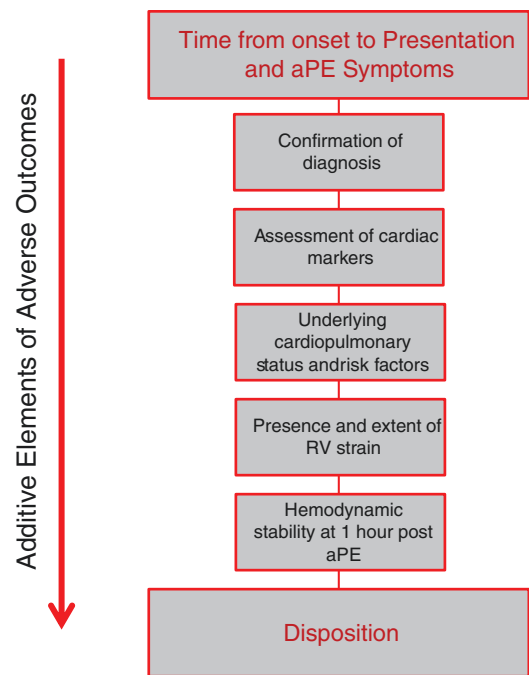 Additive Elements of Adverse Outcomes
Time from onset to Presentation
and aPE Symptoms
Confirmation of
diagnosis
Assessment of cardiac
markers
Underlying
cardiopulmonary
status andrisk factors
Presence and extent of
RV strain
Hemodynamic
stability at 1 hour post
aPE
Disposition